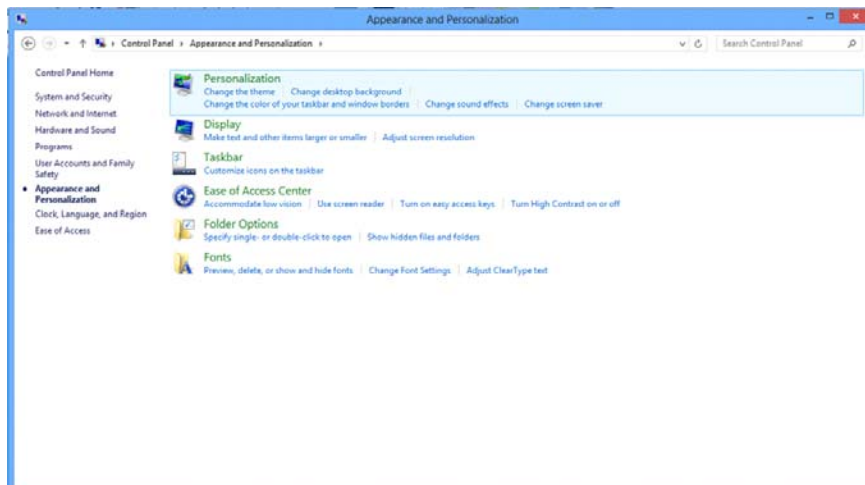 Appearance and Personalization
Control Panel Appearance and Personalization
Search Control Panel
Control Panel Home
System and Security
Network and Internet
Hardware and Sound
Programs
User Accounts and Family
Safety
Appearance and
Personalization
Clock, Language, and Region
Ease of Access
Personalization
Change the theme Change desktop background
Change the color of your taskbar and window borders Change sound effects Change screen saver
Display
Make text and other items larger or smaller Adjust screen resolution
Taskbar
Customize icons on the taskbar
Ease of Access Center
Accommodate low vision Use screen reader Turn on easy access keys Turn High Contrast on or off
Folder Options
Specify single- or double-click to open Show hidden files and folders
Fonts
Preview, delete, or show and hide fonts Change Font Settings Adjust ClearType text